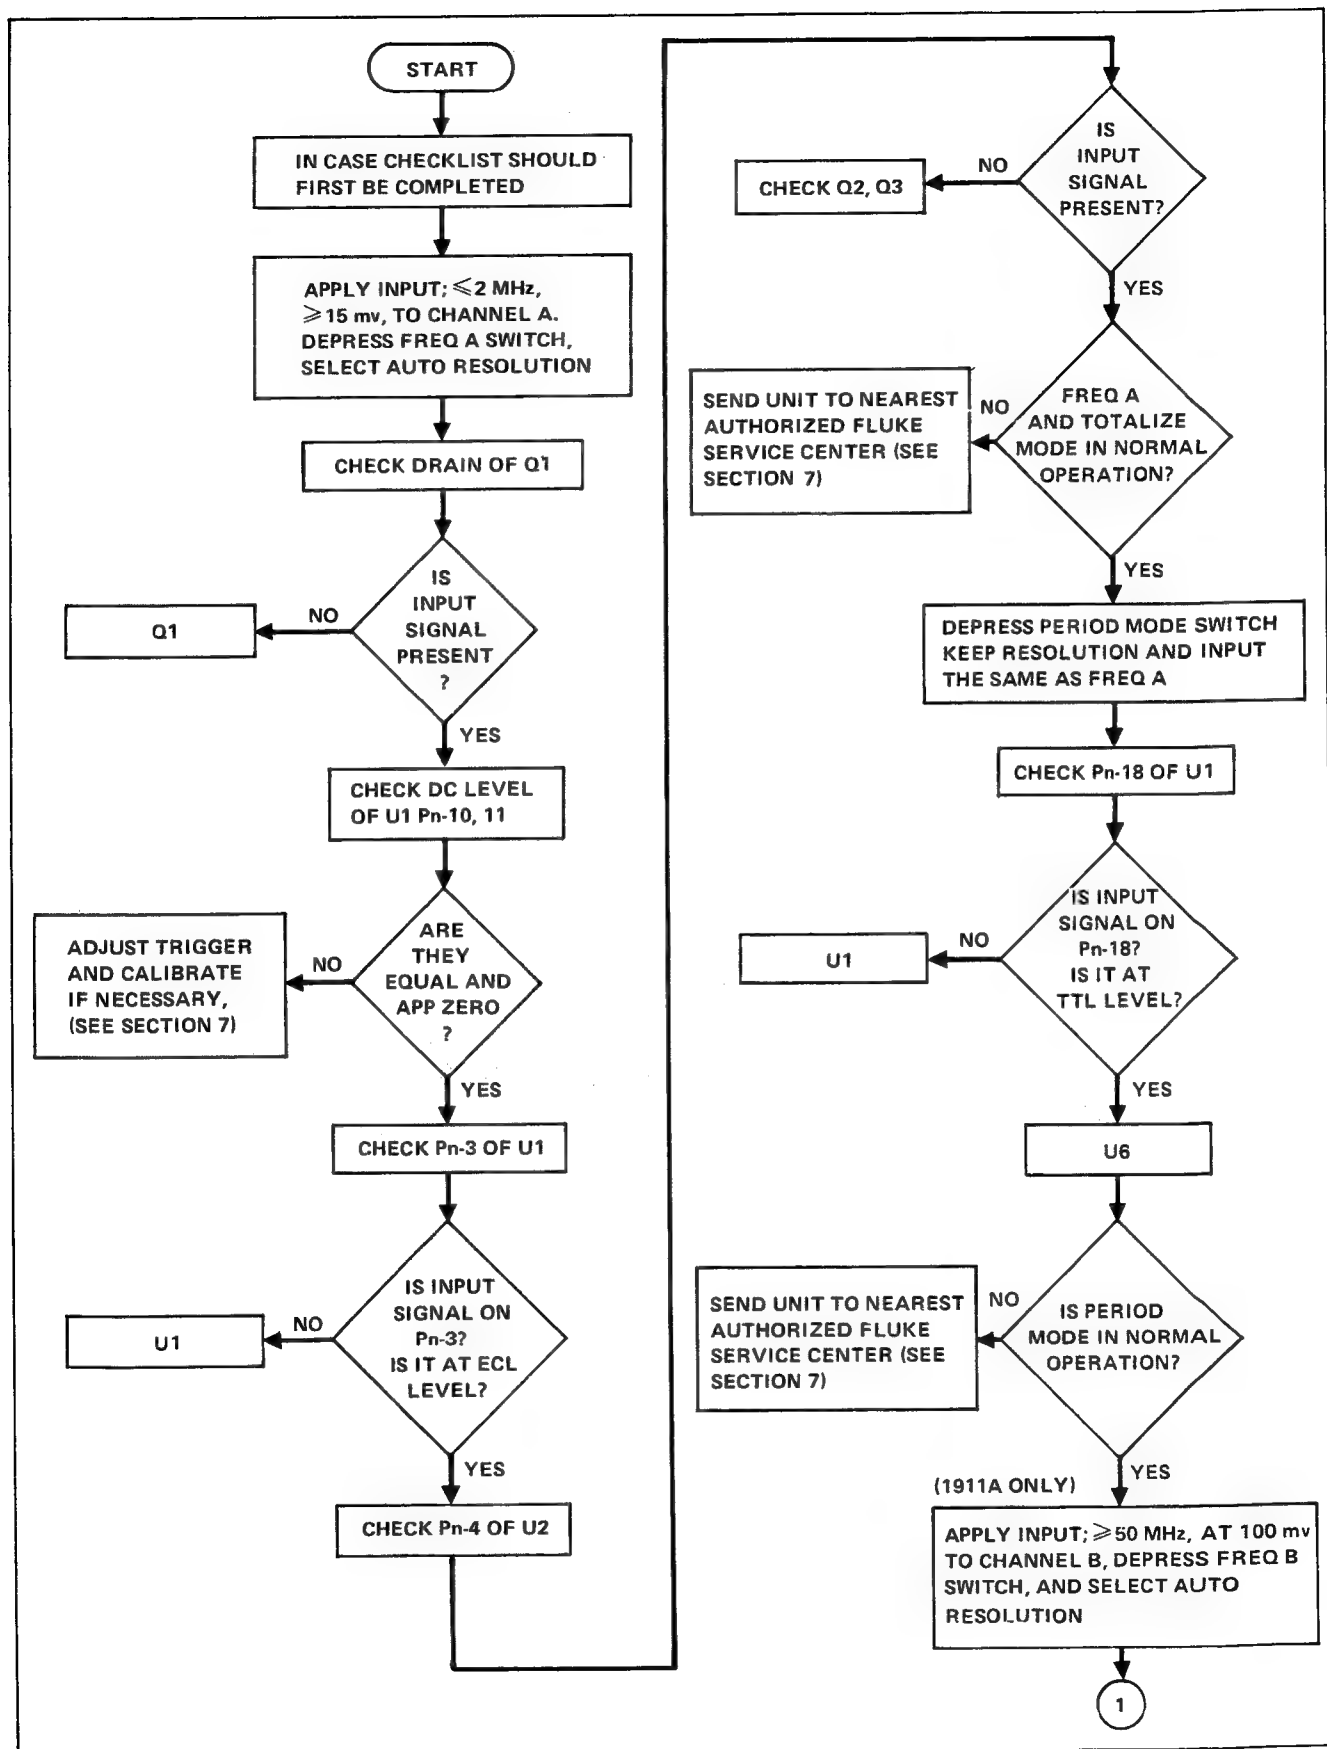 START
IN CASE CHECKLIST SHOULD
FIRST BE COMPLETED
APPLY INPUT; ⩽2 MHz,
⩾15 mv, TO CHANNEL A.
DEPRESS FREQ A SWITCH,
SELECT AUTO RESOLUTION
CHECK DRAIN OF Q1
IS
INPUT
SIGNAL
PRESENT
?
NO
Q1
YES
CHECK DC LEVEL
OF U1 Pn-10, 11
ARE
THEY
EQUAL AND
APP ZERO
?
NO
ADJUST TRIGGER
AND CALIBRATE
IF NECESSARY,
(SEE SECTION 7)
YES
CHECK Pn-3 OF U1
IS INPUT
SIGNAL ON
Pn-3?
IS IT AT ECL
LEVEL?
NO
U1
YES
CHECK Pn-4 OF U2
IS
INPUT
SIGNAL
PRESENT?
NO
CHECK Q2, Q3
YES
FREQ A
AND TOTALIZE
MODE IN NORMAL
OPERATION?
NO
SEND UNIT TO NEAREST
AUTHORIZED FLUKE
SERVICE CENTER (SEE
SECTION 7)
YES
DEPRESS PERIOD MODE SWITCH
KEEP RESOLUTION AND INPUT
THE SAME AS FREQ A
CHECK Pn-18 OF U1
IS INPUT
SIGNAL ON
Pn-18?
IS IT AT
TTL LEVEL?
NO
U1
YES
U6
IS PERIOD
MODE IN NORMAL
OPERATION?
NO
SEND UNIT TO NEAREST
AUTHORIZED FLUKE
SERVICE CENTER (SEE
SECTION 7)
YES
(1911A ONLY)
APPLY INPUT; ⩾50 MHz, AT 100 mv
TO CHANNEL B, DEPRESS FREQ B
SWITCH, AND SELECT AUTO
RESOLUTION
1